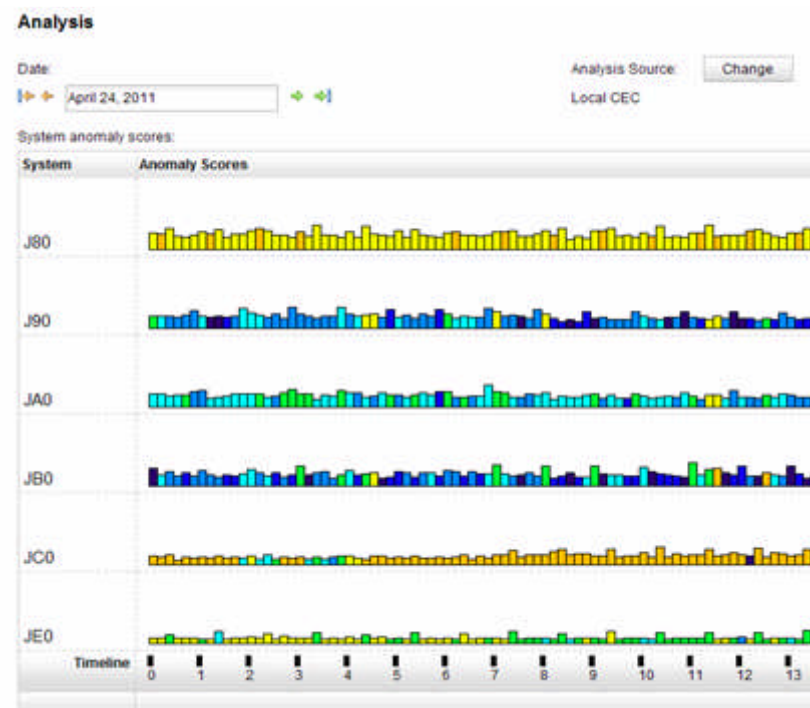 Analysis
Date:
Analysis Source:
Change
April 24, 2011
Local CEC
System anomaly scores:
System Anomaly Scores
J80
J90
JA0
JB0
JC0
JE0
Timeline
0 1 2 3 4 5 6 7 8 9 10 11 12 13